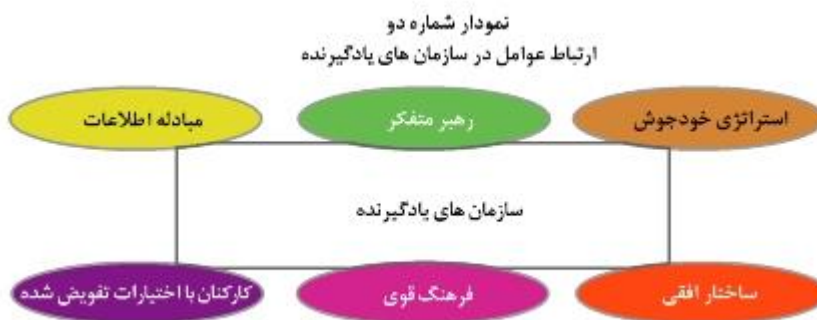 نمودار شماره دو
ارتباط عوامل در سازمان های یادگیرنده
استراتژی خودجوش
رهبر متفکر
مبادله اطلاعات
سازمان های یادگیرنده
ساختار افقی
فرهنگ قوی
کارکنان با اختیارات تفویض شده